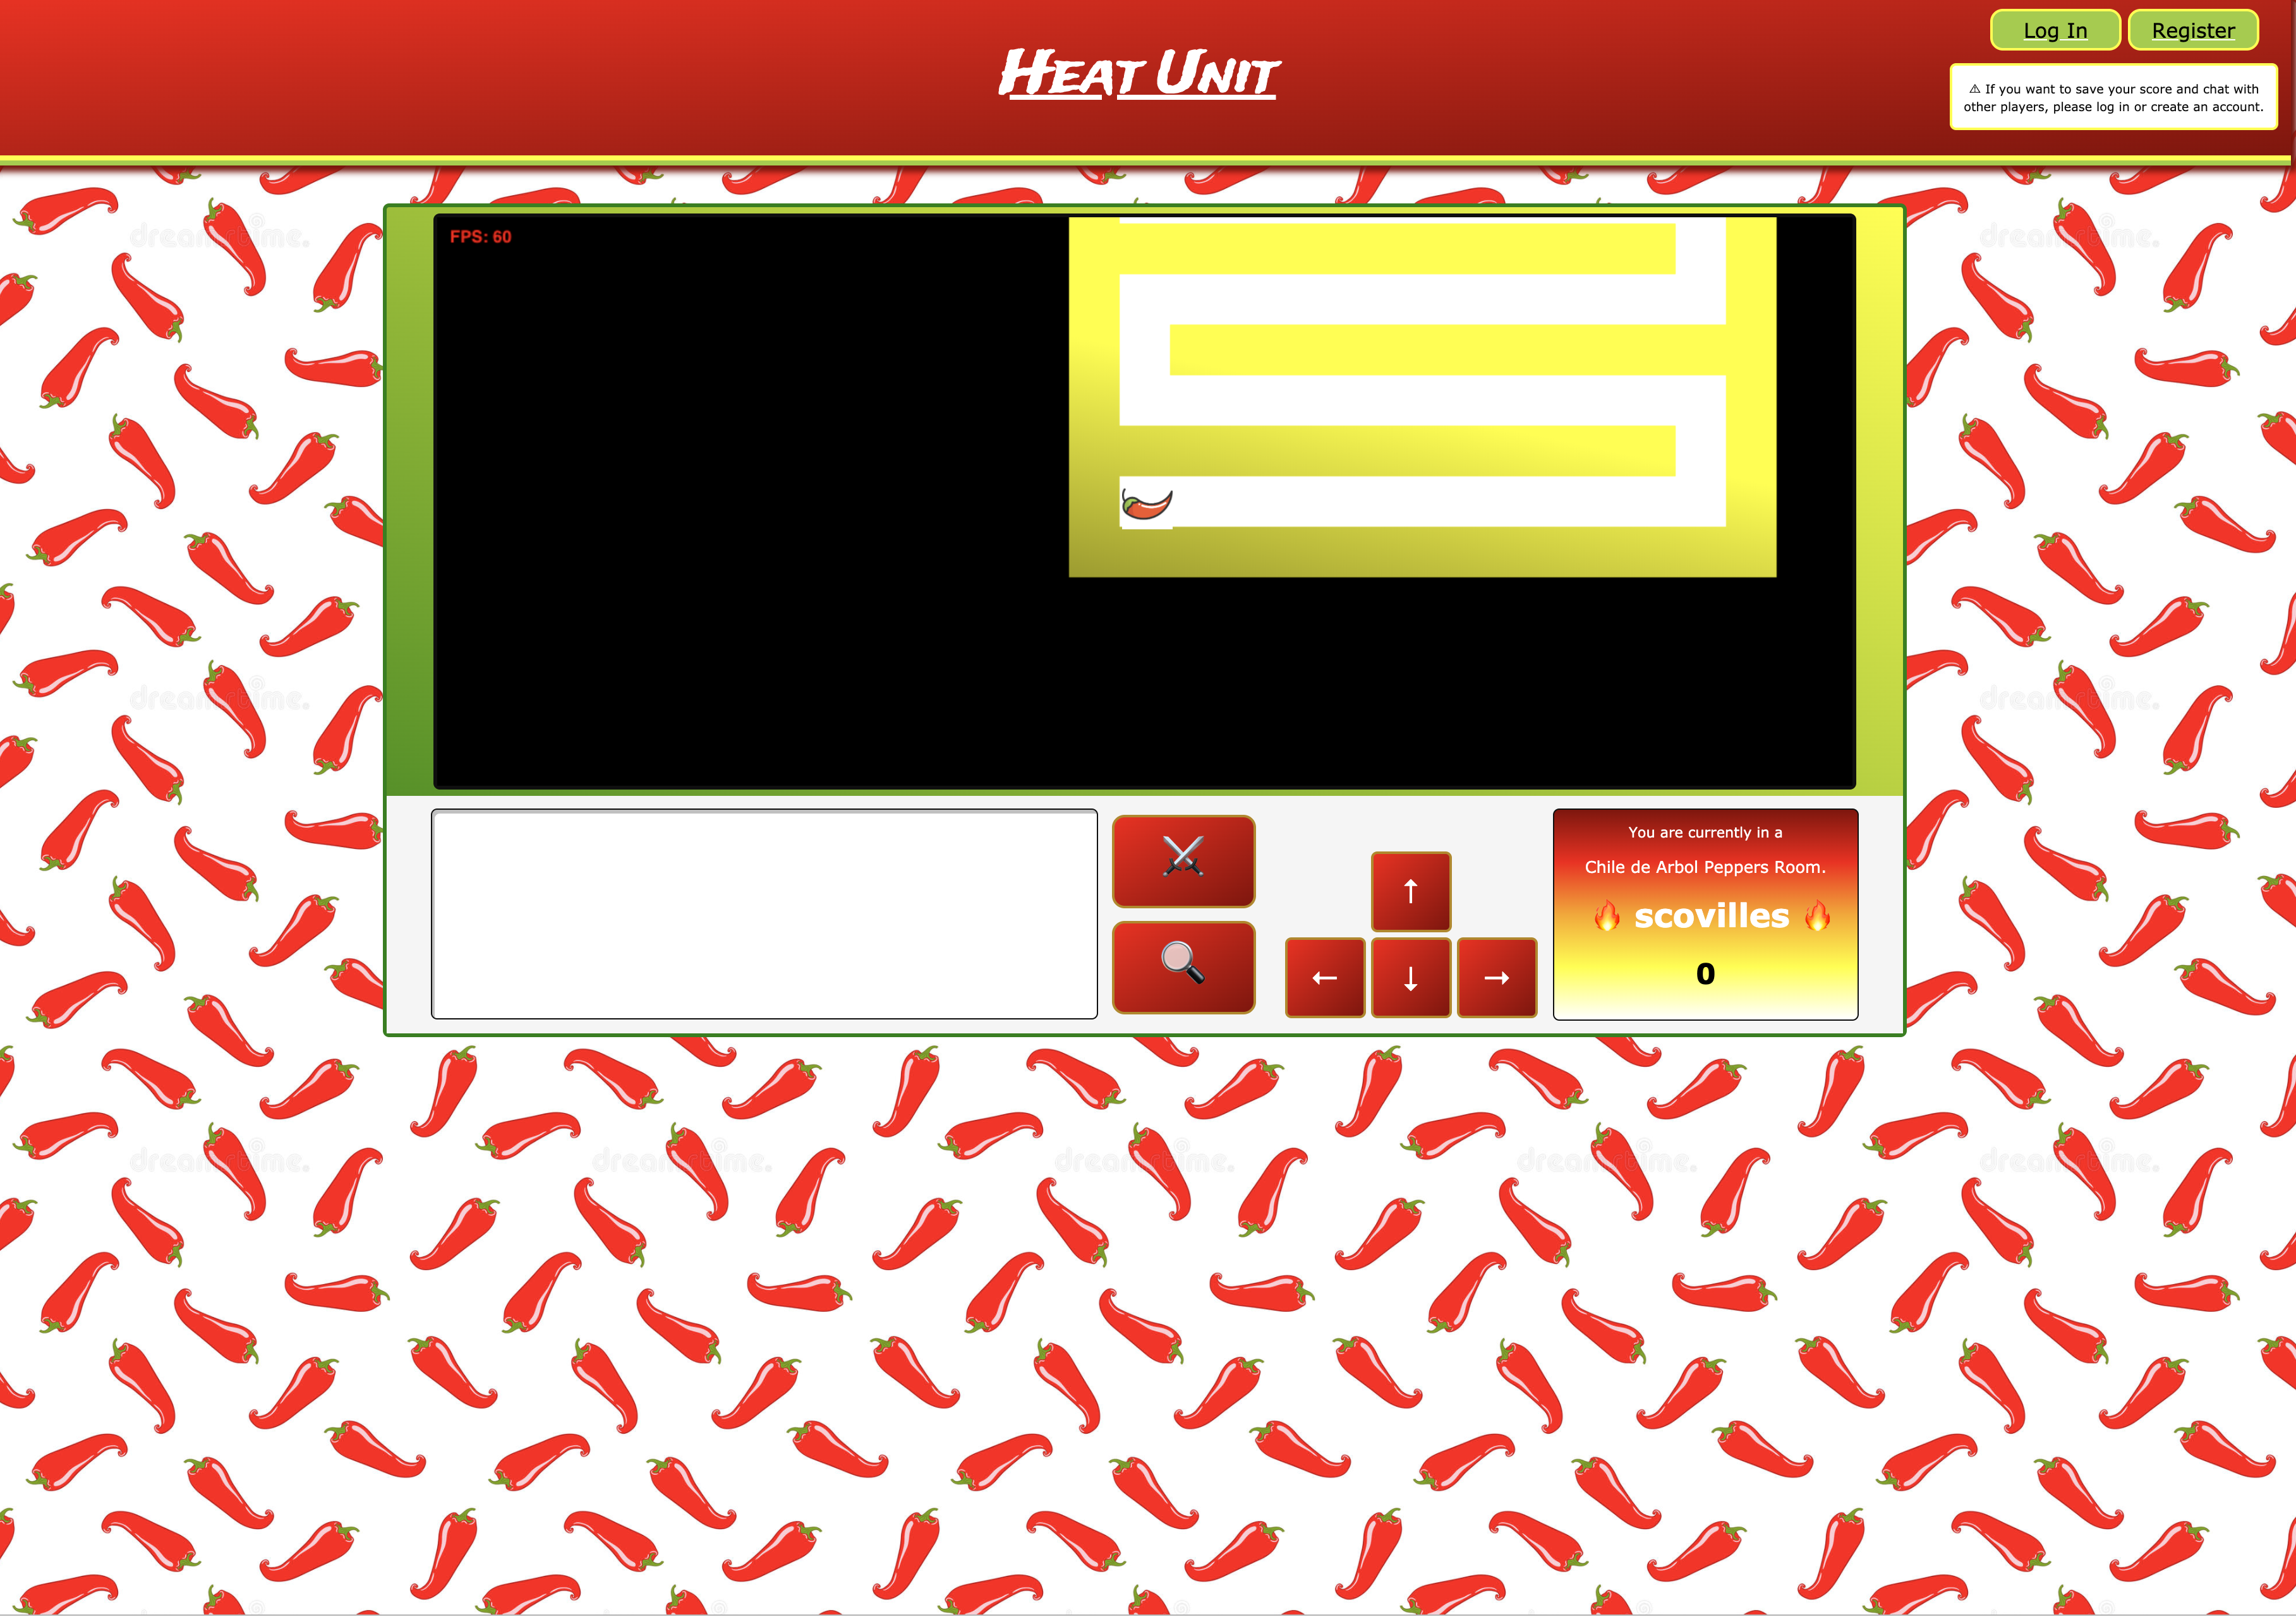 Heat Unit
Log In
Register
⚠ If you want to save your score and chat with
other players, please log in or create an account.
FPS: 60
↑
← ↓ →
You are currently in a
Chile de Arbol Peppers Room.
🔥 scovilles 🔥
0